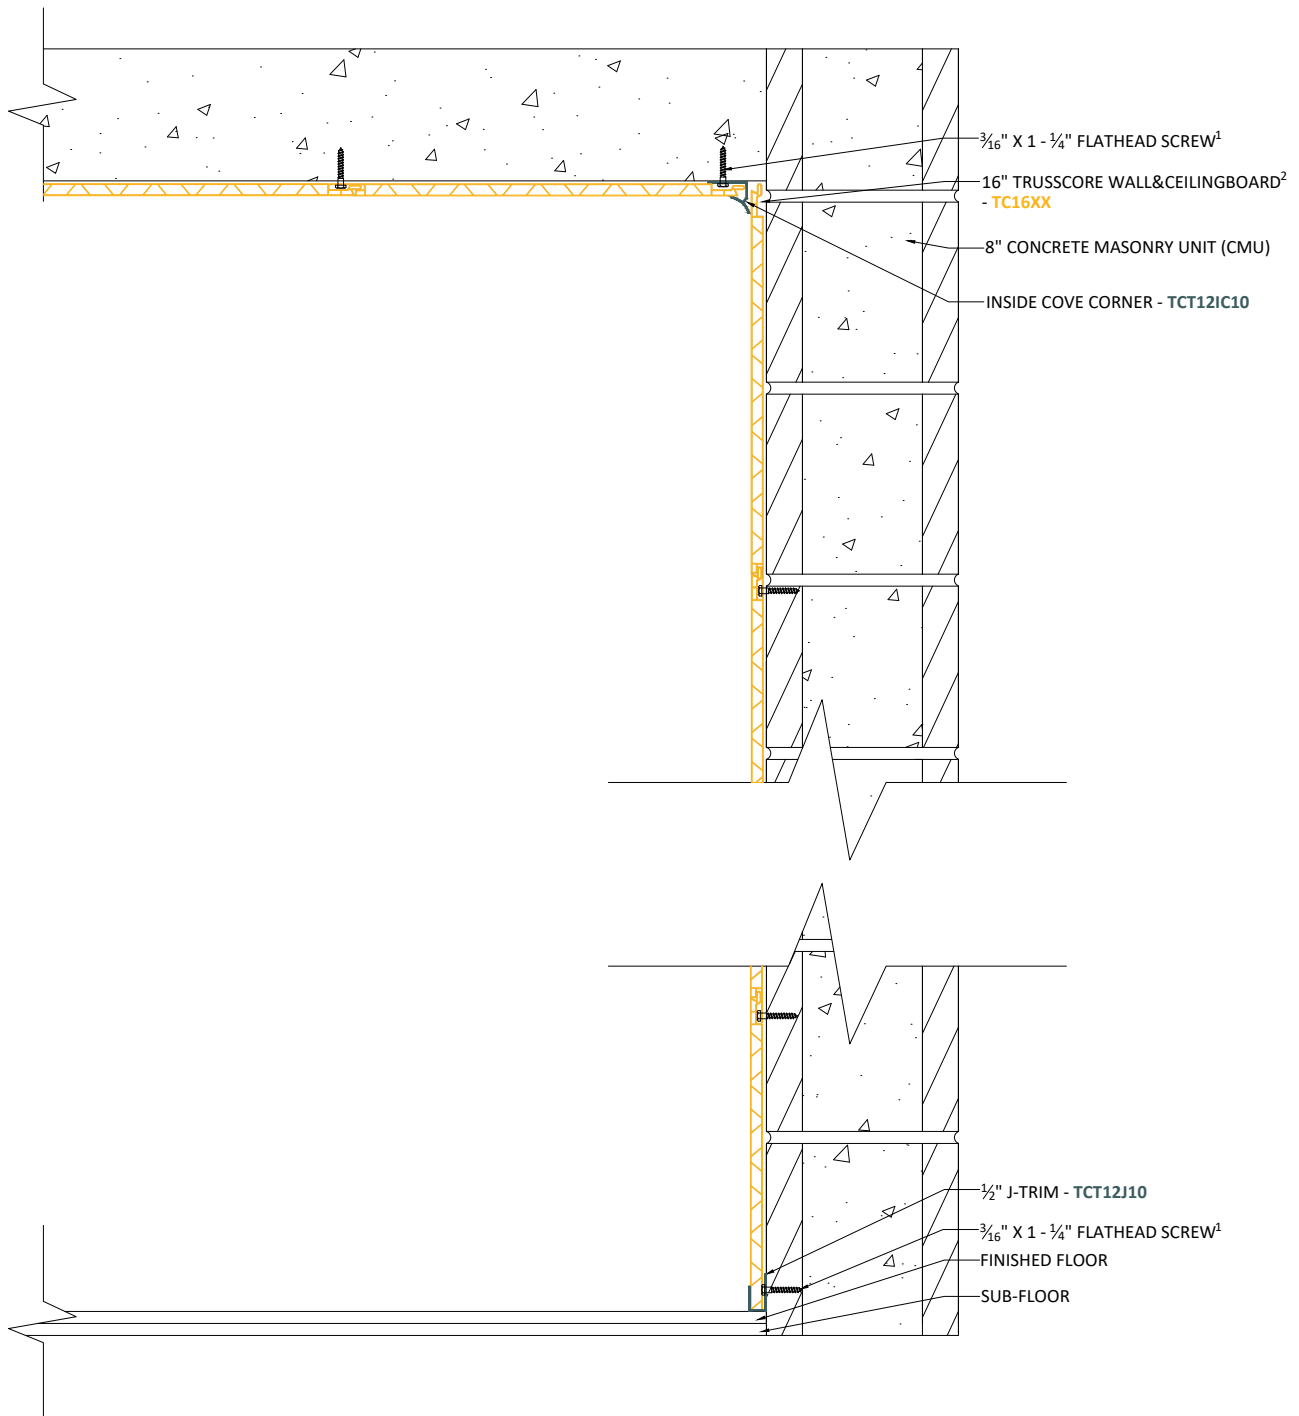 ³⁄₁₆" X 1 - ¼" FLATHEAD SCREW¹
16" TRUSSCORE WALL&CEILINGBOARD²
- TC16XX
8" CONCRETE MASONRY UNIT (CMU)
INSIDE COVE CORNER - TCT12IC10
½" J-TRIM - TCT12J10
³⁄₁₆" X 1 - ¼" FLATHEAD SCREW¹
FINISHED FLOOR
SUB-FLOOR